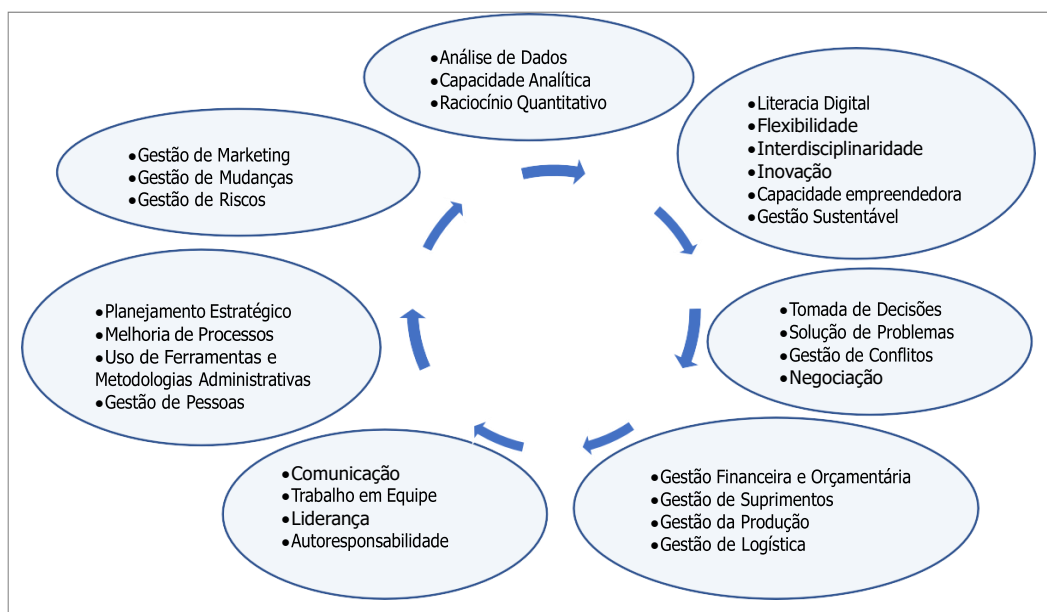 •Análise de Dados
•Capacidade Analítica
•Raciocínio Quantitativo
•Literacia Digital
•Flexibilidade
•Interdisciplinaridade
•Inovação
•Capacidade empreendedora
•Gestão Sustentável
•Tomada de Decisões
•Solução de Problemas
•Gestão de Conflitos
•Negociação
•Gestão Financeira e Orçamentária
•Gestão de Suprimentos
•Gestão da Produção
•Gestão de Logística
•Comunicação
•Trabalho em Equipe
•Liderança
•Autoresponsabilidade
•Planejamento Estratégico
•Melhoria de Processos
•Uso de Ferramentas e
Metodologias Administrativas
•Gestão de Pessoas
•Gestão de Marketing
•Gestão de Mudanças
•Gestão de Riscos